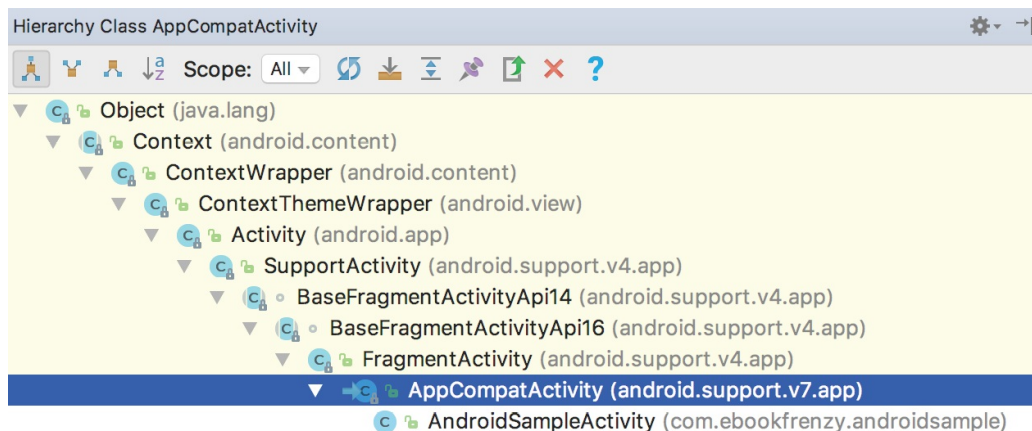 Hierarchy Class AppCompatActivity
Scope: All
Object (java.lang)
Context (android.content)
ContextWrapper (android.content)
ContextThemeWrapper (android.view)
Activity (android.app)
SupportActivity (android.support.v4.app)
BaseFragmentActivityApi14 (android.support.v4.app)
BaseFragmentActivityApi16 (android.support.v4.app)
FragmentActivity (android.support.v4.app)
AppCompatActivity (android.support.v7.app)
AndroidSampleActivity (com.ebookfrenzy.androidsample)